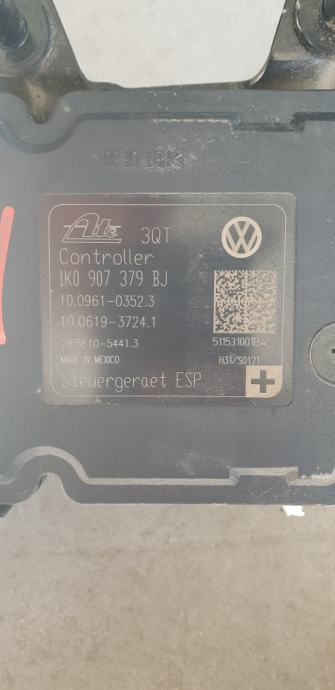 Ate 3QT
Controller
1K0 907 379 BJ
10.0961-0352.3
10.0619-3724.1
28.5610-5441.3
511531001B4
MADE IN MEXICO
H31/S0121
Steuergeraet ESP